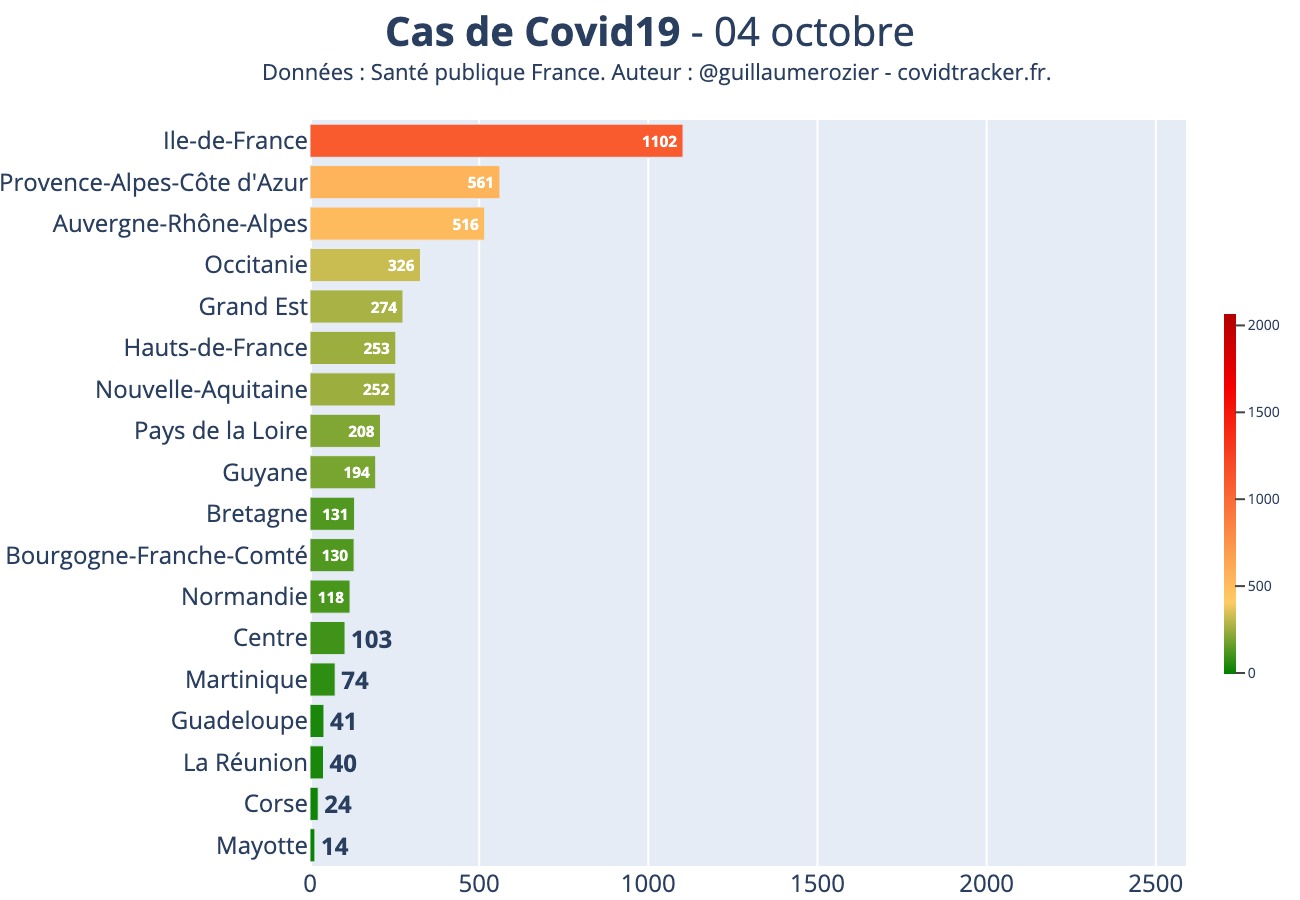 Cas de Covid19 - 04 octobre
Données : Santé publique France. Auteur : @guillaumerozier - covidtracker.fr.
Ile-de-France 1102
Provence-Alpes-Côte d'Azur 561
Auvergne-Rhône-Alpes 516
Occitanie 326
Grand Est 274
Hauts-de-France 253
Nouvelle-Aquitaine 252
Pays de la Loire 208
Guyane 194
Bretagne 131
Bourgogne-Franche-Comté 130
Normandie 118
Centre 103
Martinique 74
Guadeloupe 41
La Réunion 40
Corse 24
Mayotte 14
0 500 1000 1500 2000 2500
2000
1500
1000
500
0